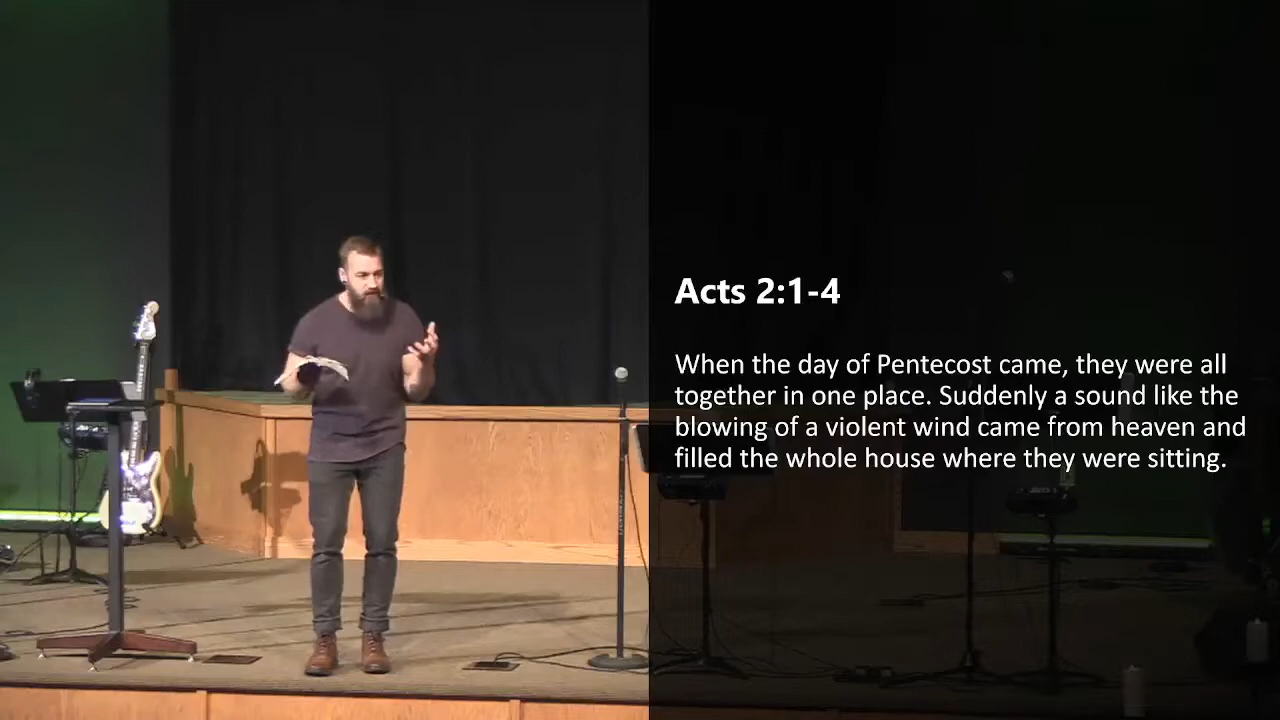 Acts 2:1-4
When the day of Pentecost came, they were all
together in one place. Suddenly a sound like the
blowing of a violent wind came from heaven and
filled the whole house where they were sitting.